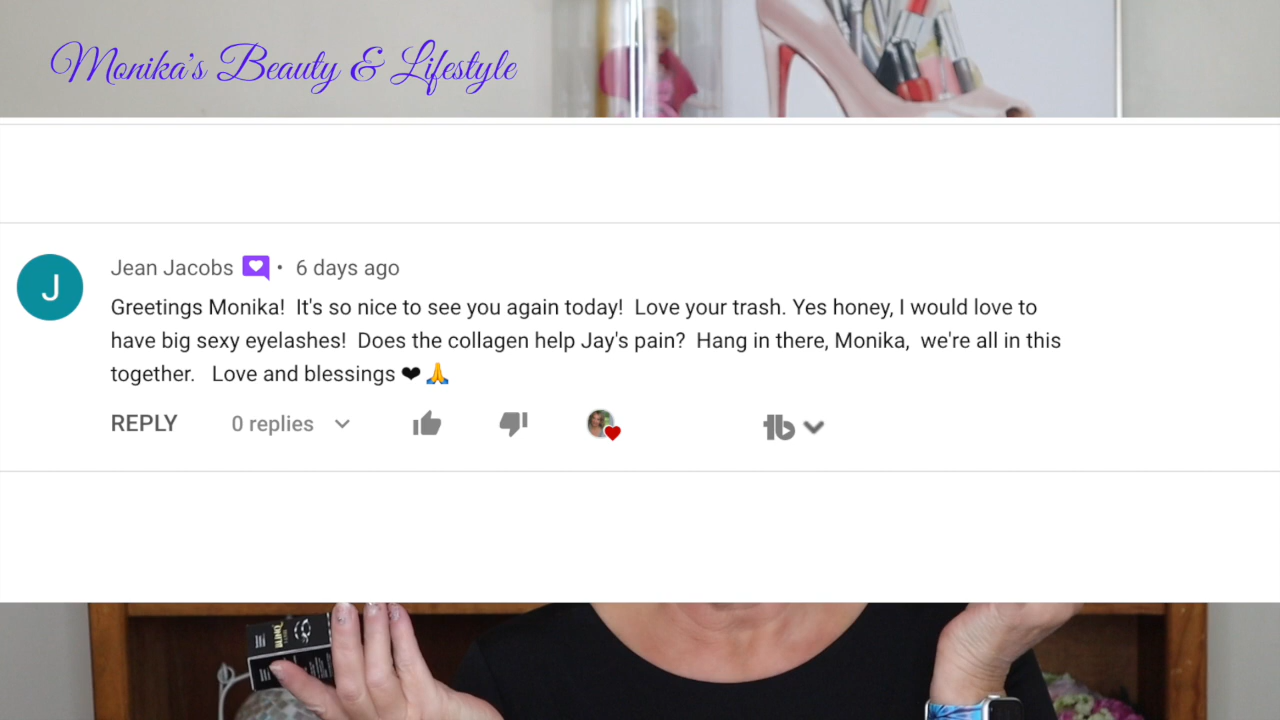 Monika's Beauty & Lifestyle
J
Jean Jacobs • 6 days ago
Greetings Monika!  It's so nice to see you again today!  Love your trash. Yes honey, I would love to
have big sexy eyelashes!  Does the collagen help Jay's pain?  Hang in there, Monika,  we're all in this
together.   Love and blessings ❤🙏
REPLY 0 replies